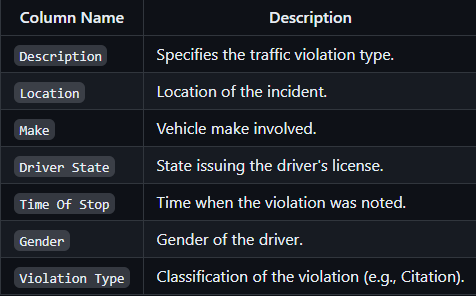 Column Name Description
Description Specifies the traffic violation type.
Location Location of the incident.
Make Vehicle make involved.
Driver State State issuing the driver's license.
Time Of Stop Time when the violation was noted.
Gender Gender of the driver.
Violation Type Classification of the violation (e.g., Citation).